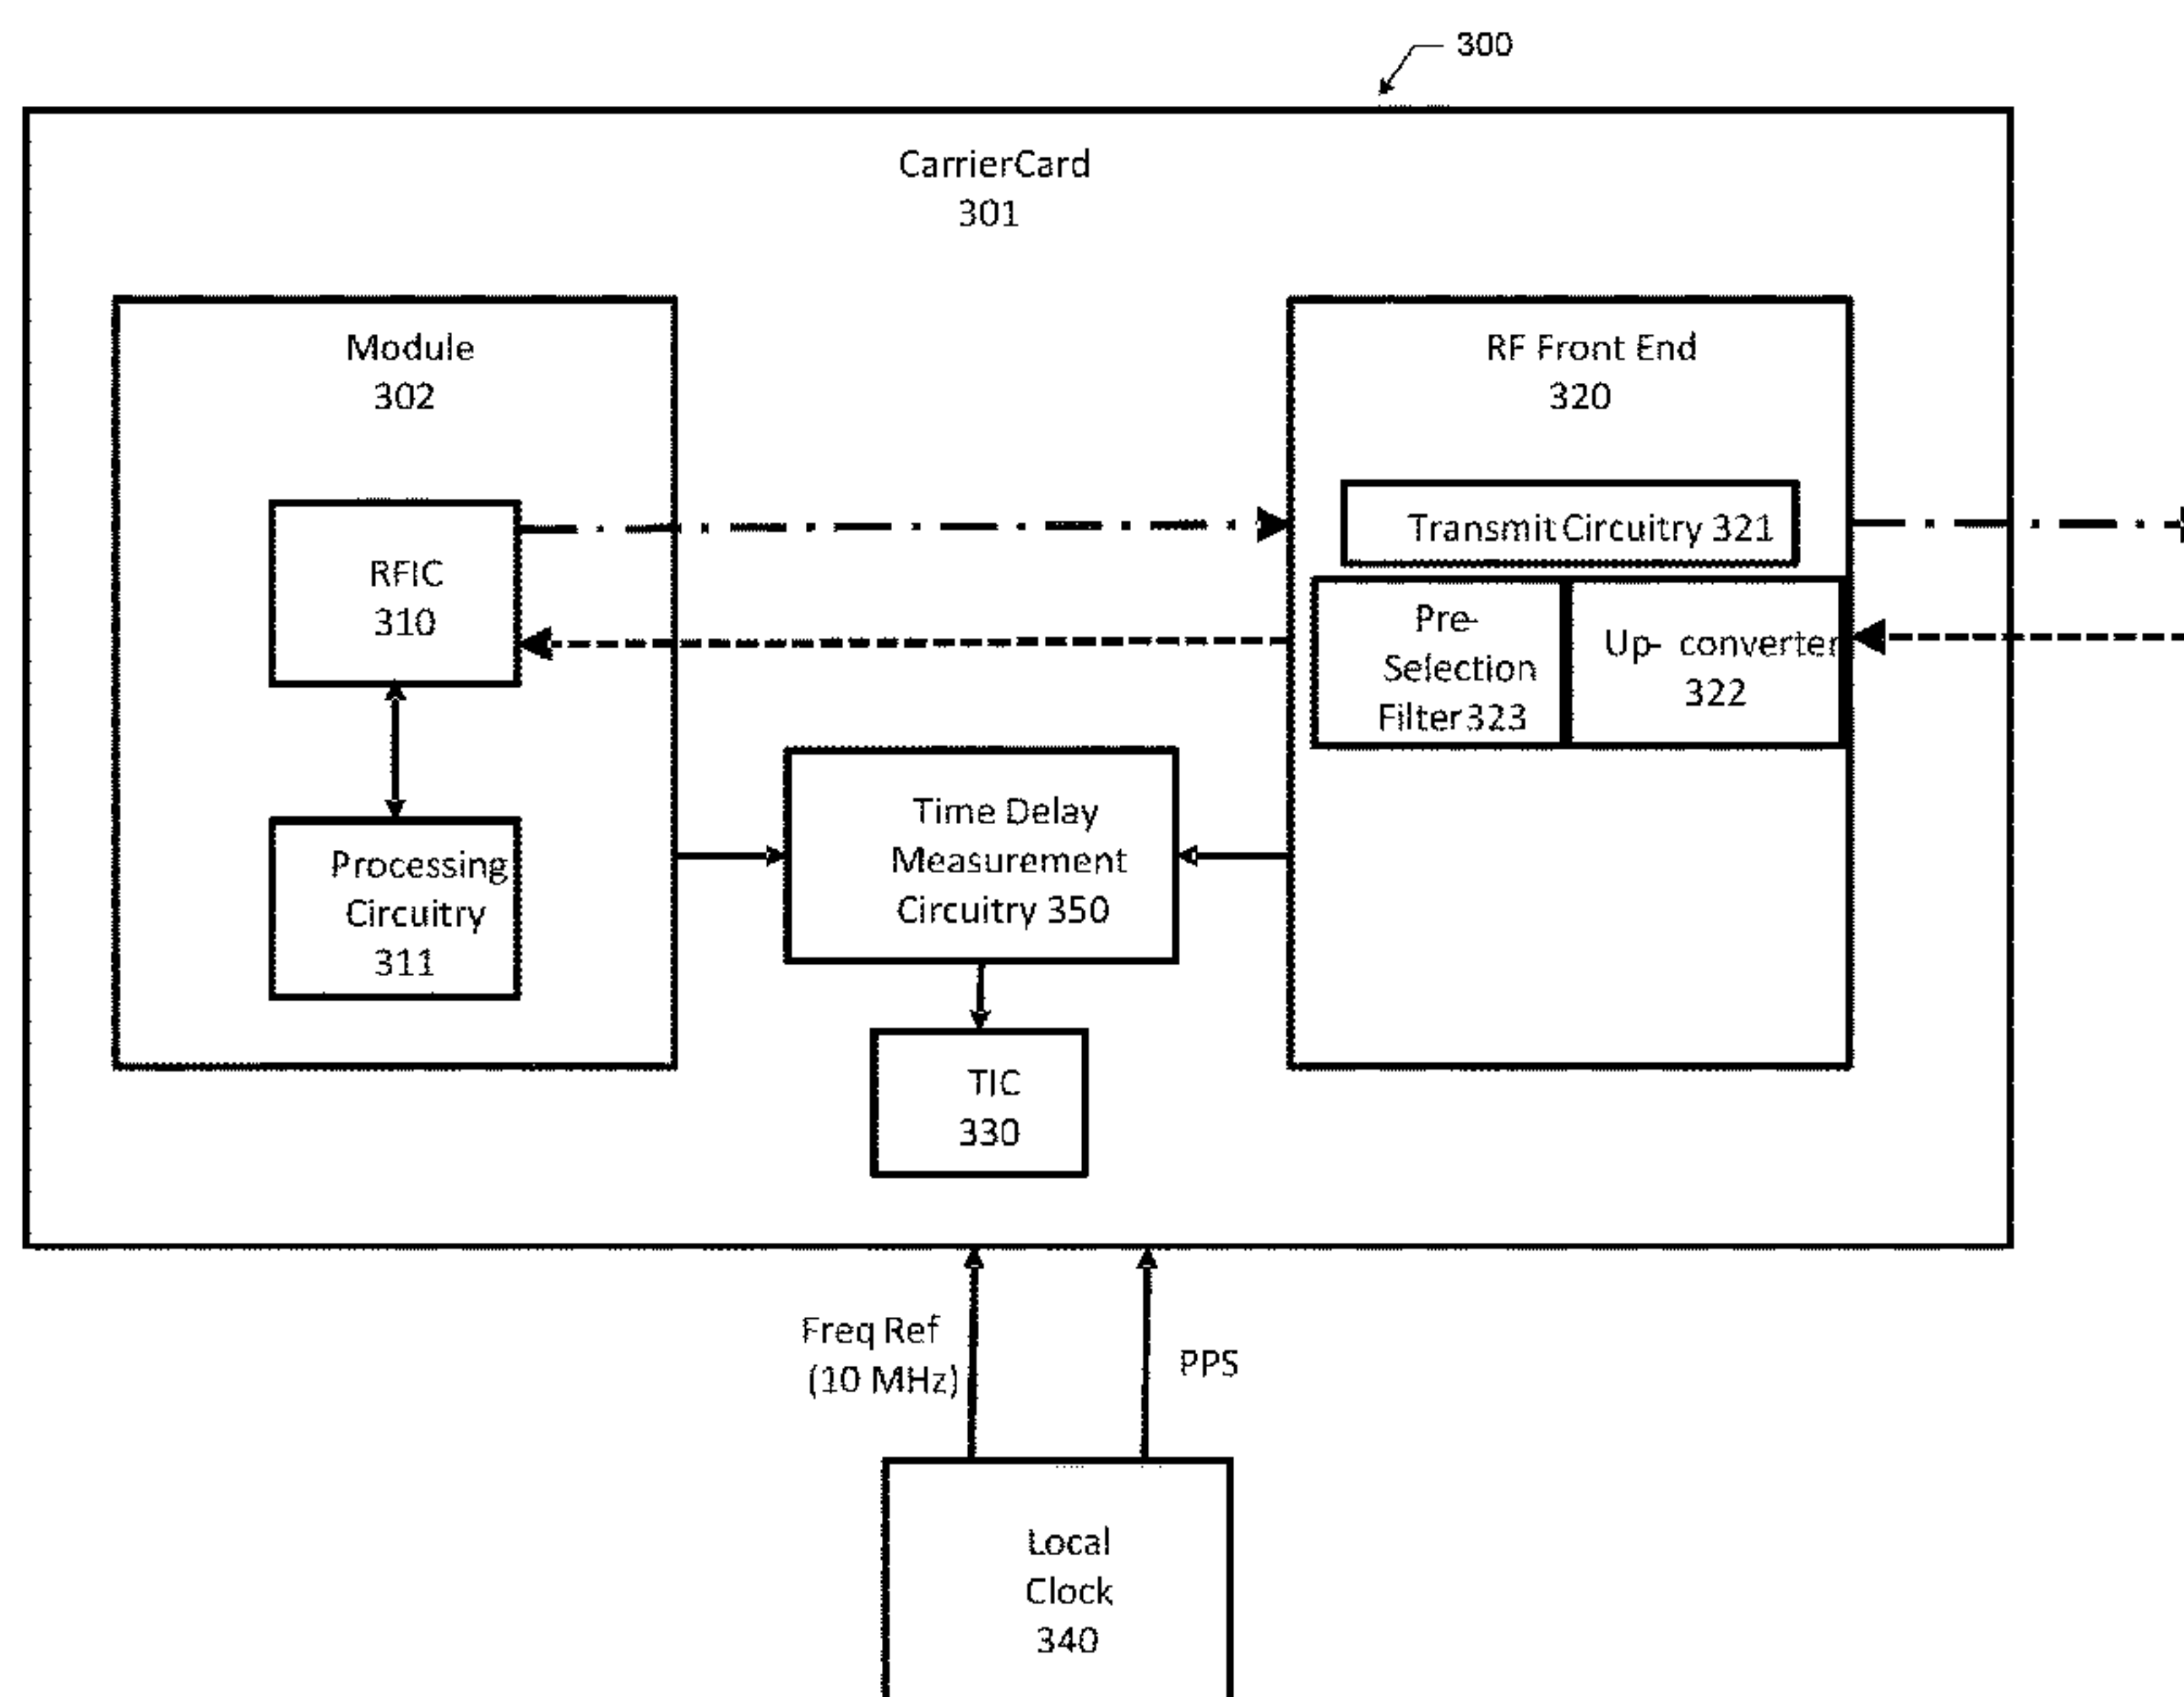 300
CarrierCard
301
Module
302
RF Front End
320
Transmit Circuitry 321
RFIC
310
Pre-
Selection
Filter 323
Up- converter
322
Time Delay
Measurement
Circuitry 350
Processing
Circuitry
311
TIC
330
Freq Ref
(10 MHz)
PPS
Local
Clock
340